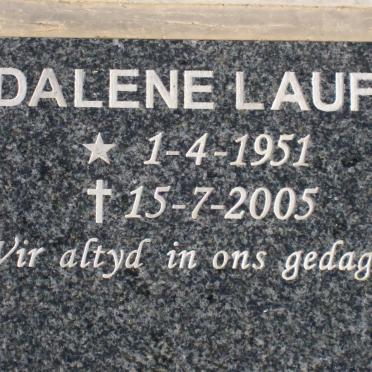 DALENE LAUF
★ 1-4-1951
✝ 15-7-2005
Vir altyd in ons gedag